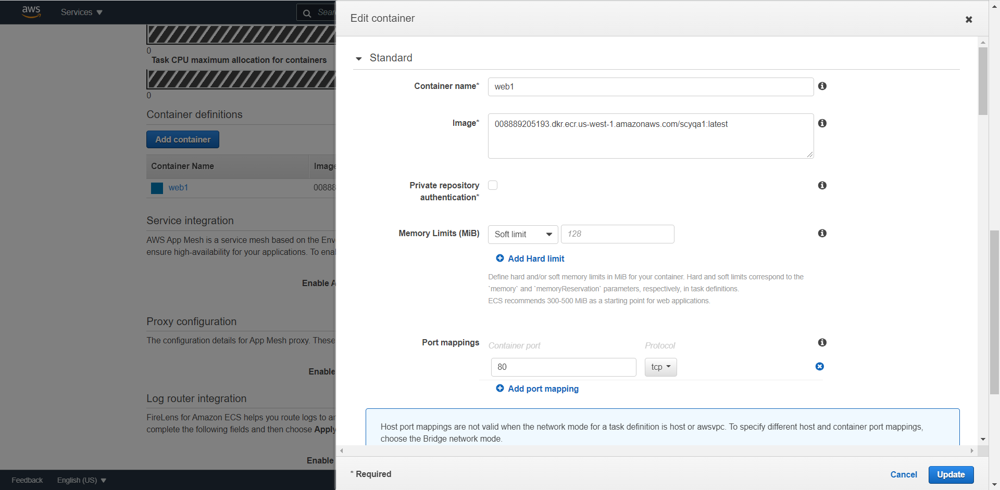 aws
Services
Sear
0
Task CPU maximum allocation for containers
0
Container definitions
Add container
Container Name
Image
web1
00888
Service integration
AWS App Mesh is a service mesh based on the Env
ensure high-availability for your applications. To ena
Enable A
Proxy configuration
The configuration details for App Mesh proxy. These
Enable
Log router integration
FireLens for Amazon ECS helps you route logs to an
complete the following fields and then choose Apply
Enable
Feedback
English (US)
Edit container
Standard
Container name*
web1
Image*
008889205193.dkr.ecr.us-west-1.amazonaws.com/scyqa1:latest
Private repository
authentication*
Memory Limits (MiB)
Soft limit
128
Add Hard limit
Define hard and/or soft memory limits in MiB for your container. Hard and soft limits correspond to the
`memory` and `memoryReservation` parameters, respectively, in task definitions.
ECS recommends 300-500 MiB as a starting point for web applications.
Port mappings
Container port
Protocol
80
tcp
Add port mapping
Host port mappings are not valid when the network mode for a task definition is host or awsvpc. To specify different host and container port mappings,
choose the Bridge network mode.
* Required
Cancel
Update